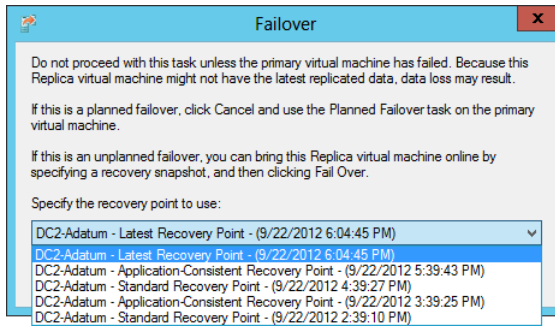 Failover
x
Do not proceed with this task unless the primary virtual machine has failed. Because this
Replica virtual machine might not have the latest replicated data, data loss may result.
If this is a planned failover, click Cancel and use the Planned Failover task on the primary
virtual machine.
If this is an unplanned failover, you can bring this Replica virtual machine online by
specifying a recovery snapshot, and then clicking Fail Over.
Specify the recovery point to use:
DC2-Adatum - Latest Recovery Point - (9/22/2012 6:04:45 PM)
DC2-Adatum - Latest Recovery Point - (9/22/2012 6:04:45 PM)
DC2-Adatum - Application-Consistent Recovery Point - (9/22/2012 5:39:43 PM)
DC2-Adatum - Standard Recovery Point - (9/22/2012 4:39:27 PM)
DC2-Adatum - Application-Consistent Recovery Point - (9/22/2012 3:39:25 PM)
DC2-Adatum - Standard Recovery Point - (9/22/2012 2:39:10 PM)